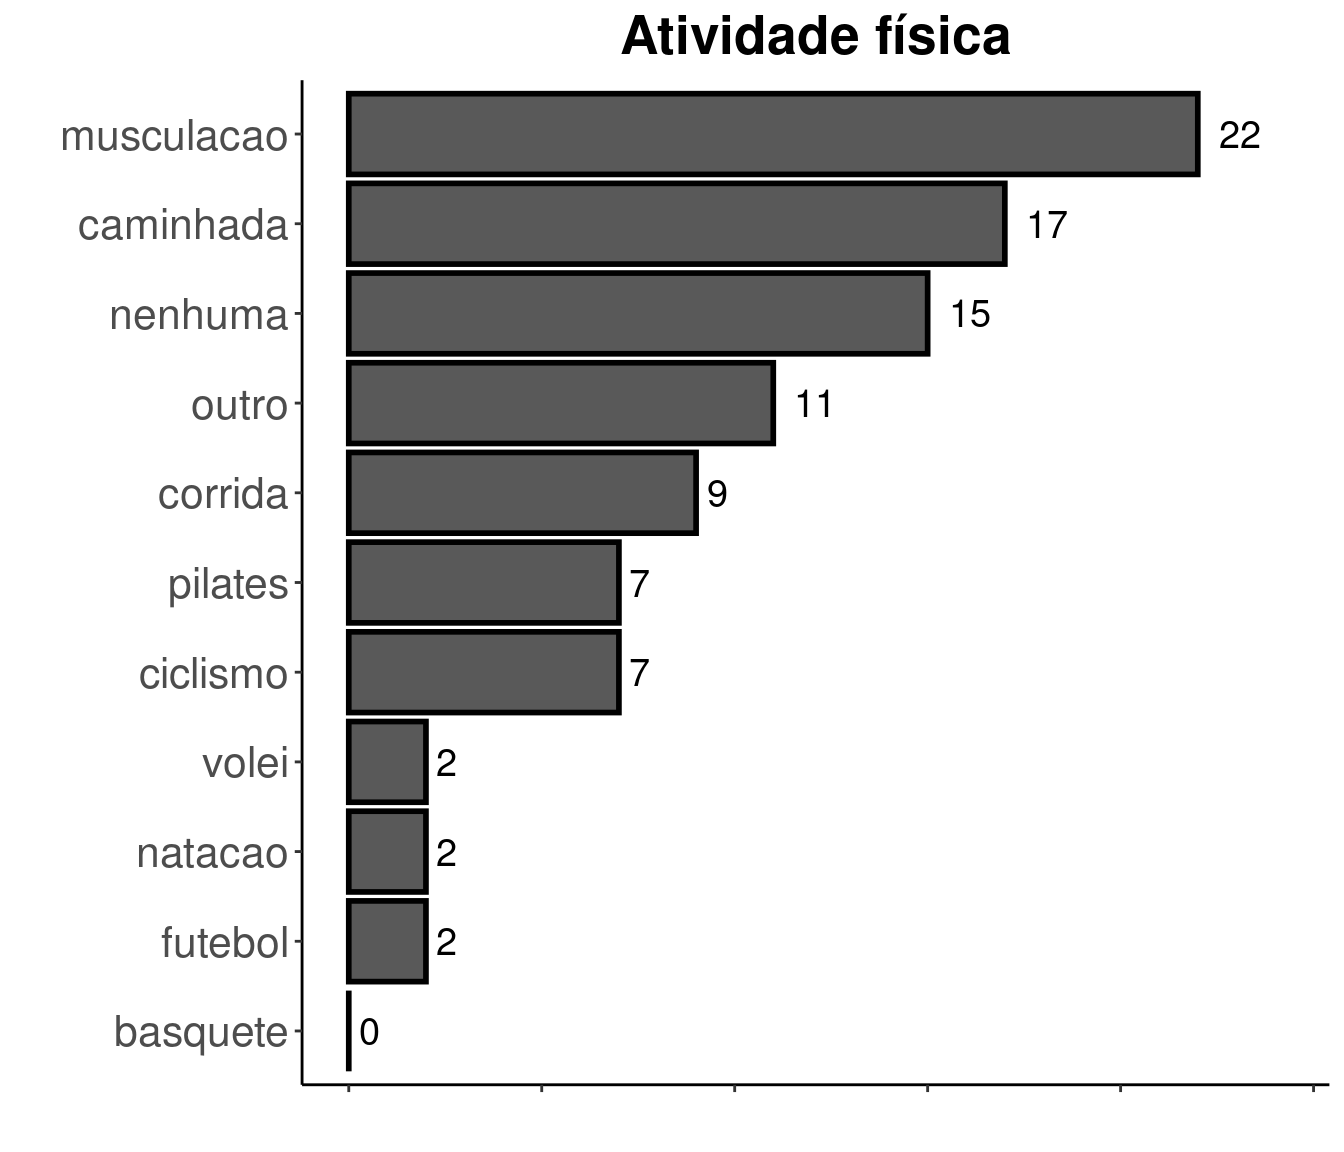 Atividade física
musculacao 22
caminhada 17
nenhuma 15
outro 11
corrida 9
pilates 7
ciclismo 7
volei 2
natacao 2
futebol 2
basquete 0